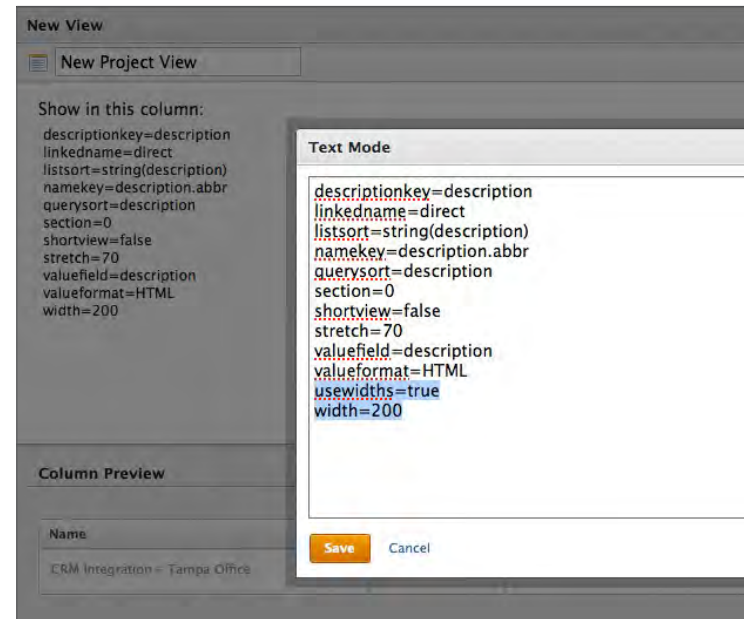 New View
New Project View
Show in this column:
descriptionkey=description
linkedname=direct
listsort=string(description)
namekey=description.abbr
querysort=description
section=0
shortview=false
stretch=70
valuefield=description
valueformat=HTML
width=200
Text Mode
descriptionkey=description
linkedname=direct
listsort=string(description)
namekey=description.abbr
querysort=description
section=0
shortview=false
stretch=70
valuefield=description
valueformat=HTML
usewidths=true
width=200
Save Cancel
Column Preview
Name
CRM Integration - Tampa Office